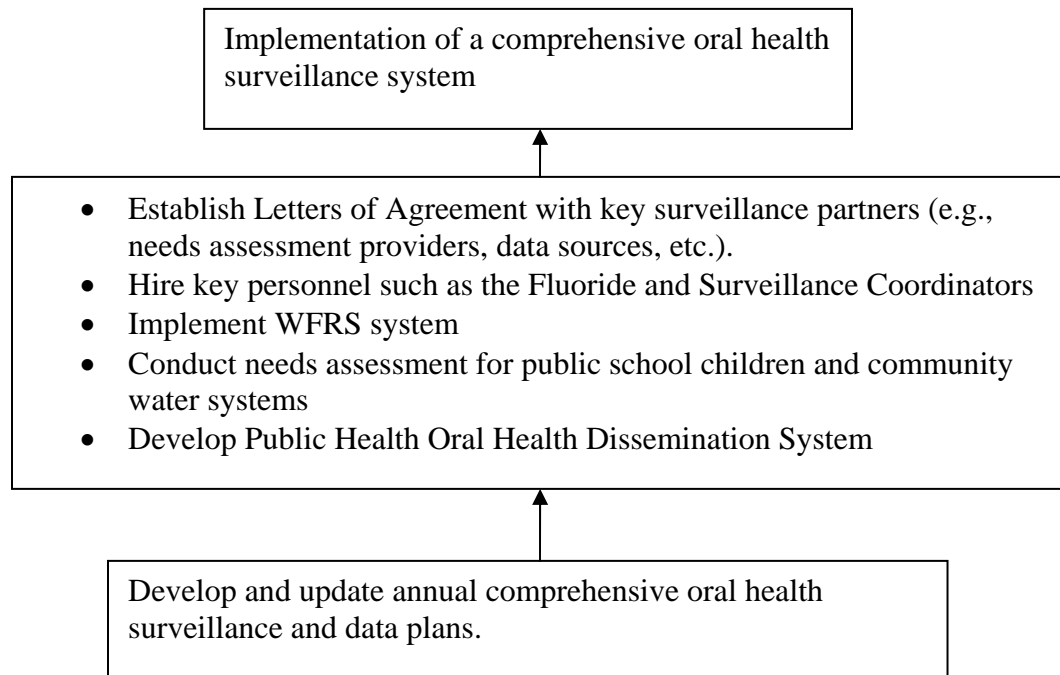 Implementation of a comprehensive oral health
surveillance system
• Establish Letters of Agreement with key surveillance partners (e.g.,
needs assessment providers, data sources, etc.).
• Hire key personnel such as the Fluoride and Surveillance Coordinators
• Implement WFRS system
• Conduct needs assessment for public school children and community
water systems
• Develop Public Health Oral Health Dissemination System
Develop and update annual comprehensive oral health
surveillance and data plans.